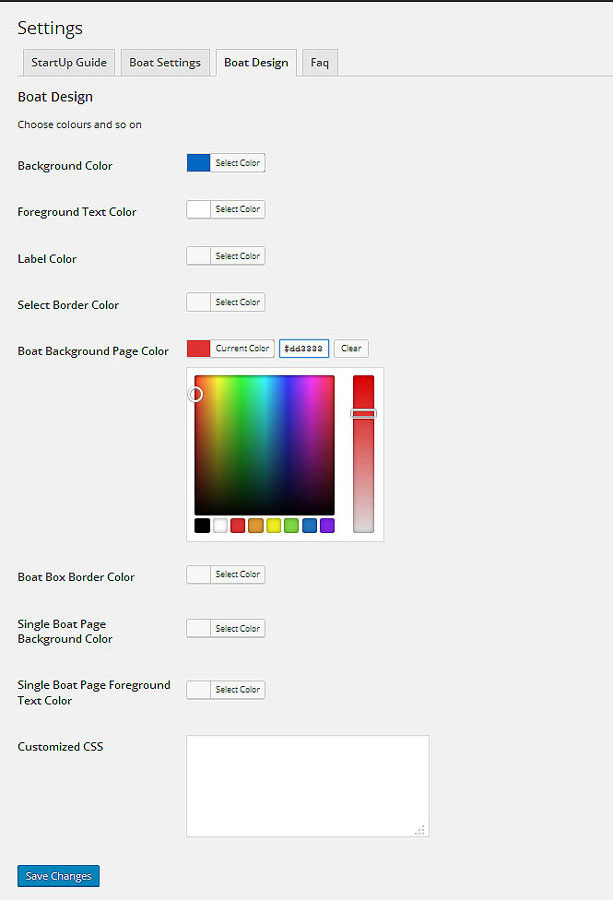 Settings
StartUp Guide Boat Settings Boat Design Faq
Boat Design
Choose colours and so on
Background Color Select Color
Foreground Text Color Select Color
Label Color Select Color
Select Border Color Select Color
Boat Background Page Color Current Color #dd3333 Clear
Boat Box Border Color Select Color
Single Boat Page
Background Color Select Color
Single Boat Page Foreground
Text Color Select Color
Customized CSS
Save Changes